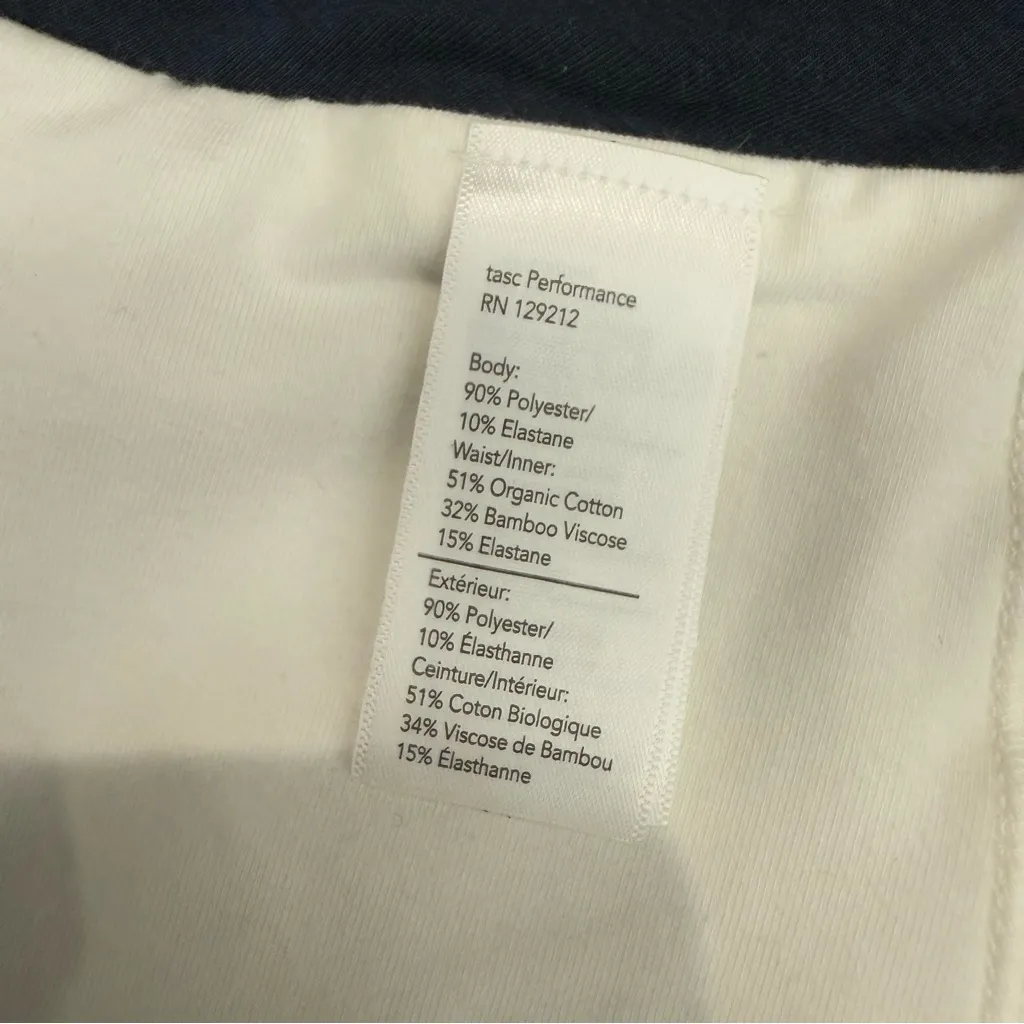 tasc Performance
RN 129212
Body:
90% Polyester/
10% Elastane
Waist/Inner:
51% Organic Cotton
32% Bamboo Viscose
15% Elastane
Extérieur:
90% Polyester/
10% Élasthanne
Ceinture/Intérieur:
51% Coton Biologique
34% Viscose de Bambou
15% Élasthanne